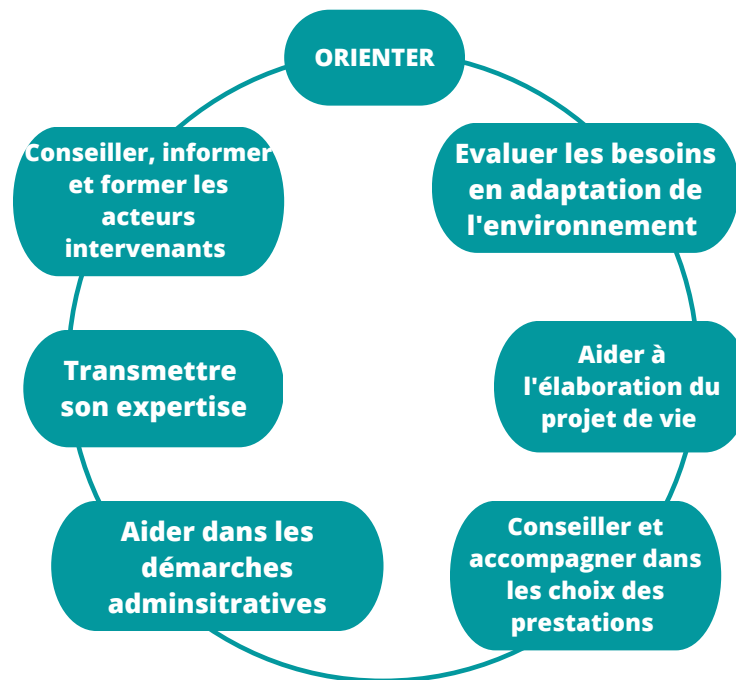 ORIENTER
Evaluer les besoins
en adaptation de
l'environnement
Aider à
l'élaboration du
projet de vie
Conseiller et
accompagner dans
les choix des
prestations
Aider dans les
démarches
adminsitratives
Transmettre
son expertise
Conseiller, informer
et former les
acteurs
intervenants